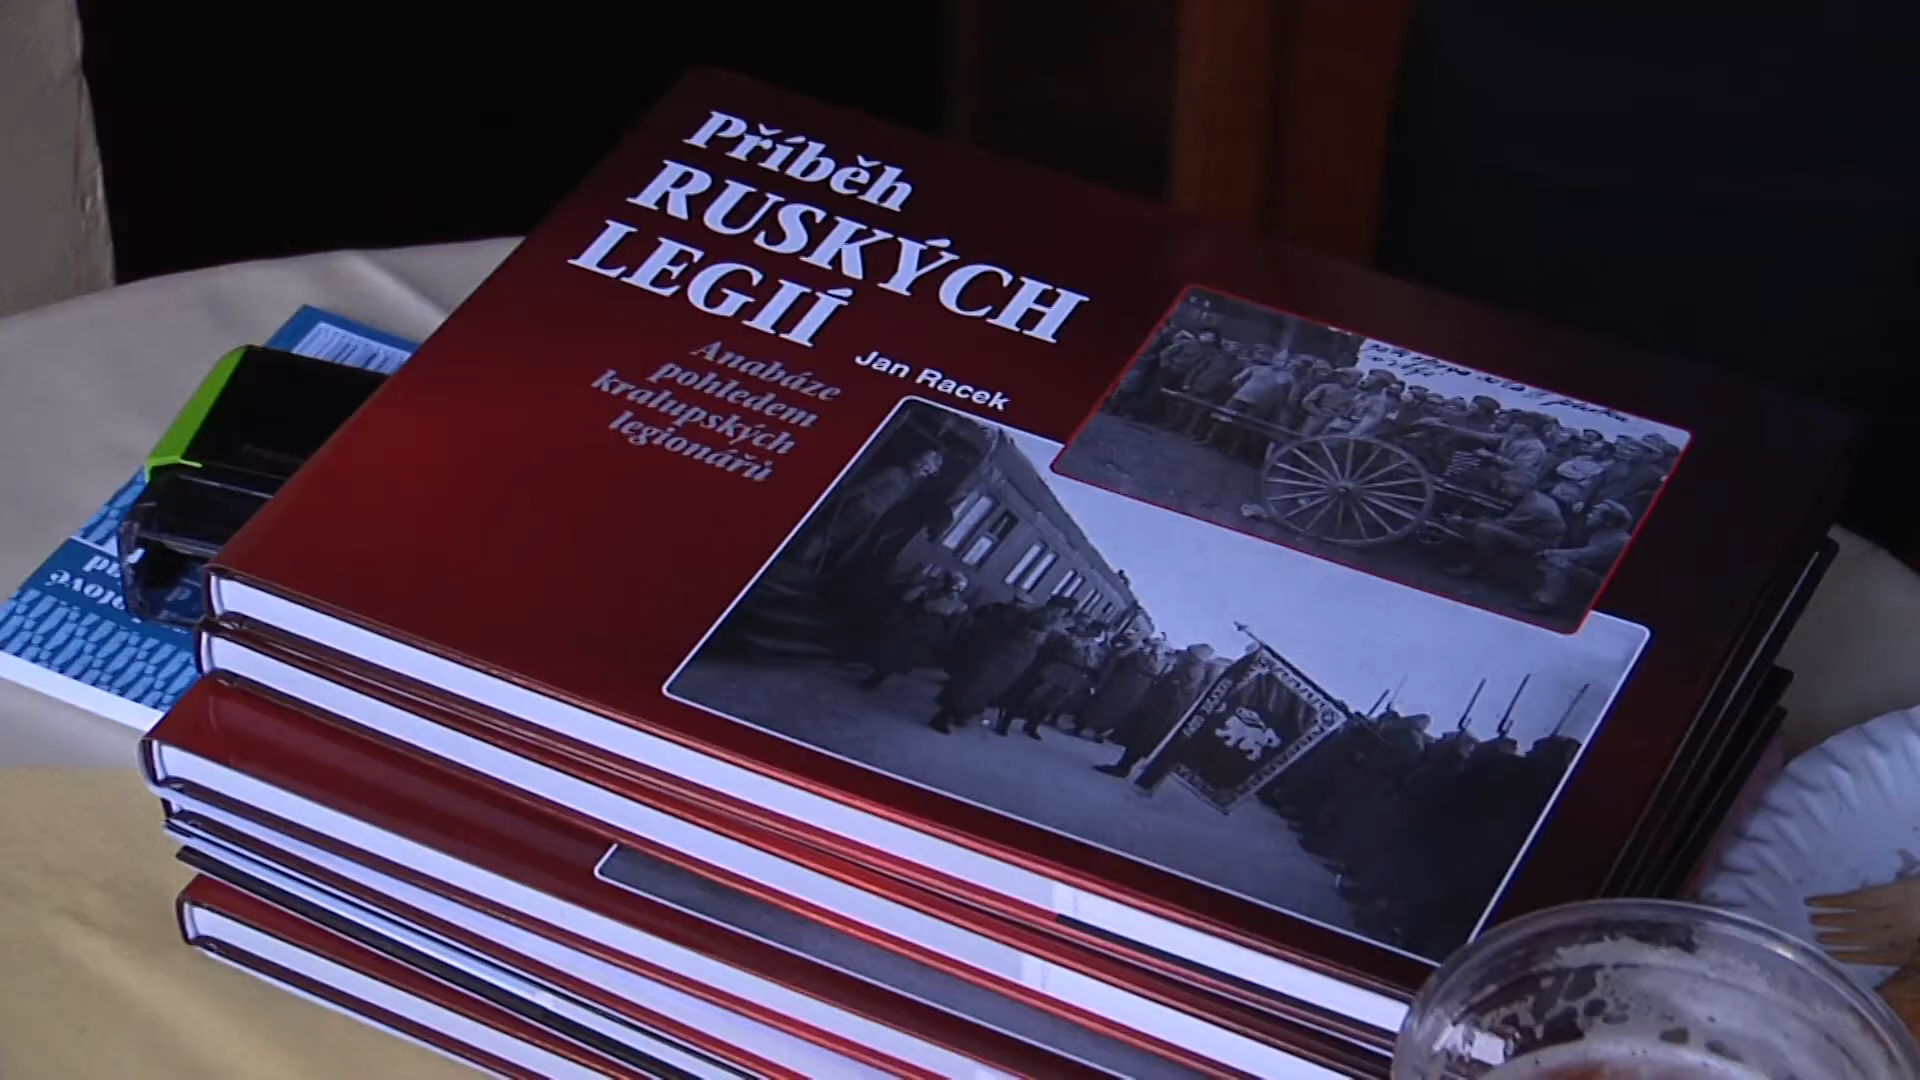 Příběh
RUSKÝCH
LEGIÍ
Jan Racek
Anabáze
pohledem
kralupských
legionářů